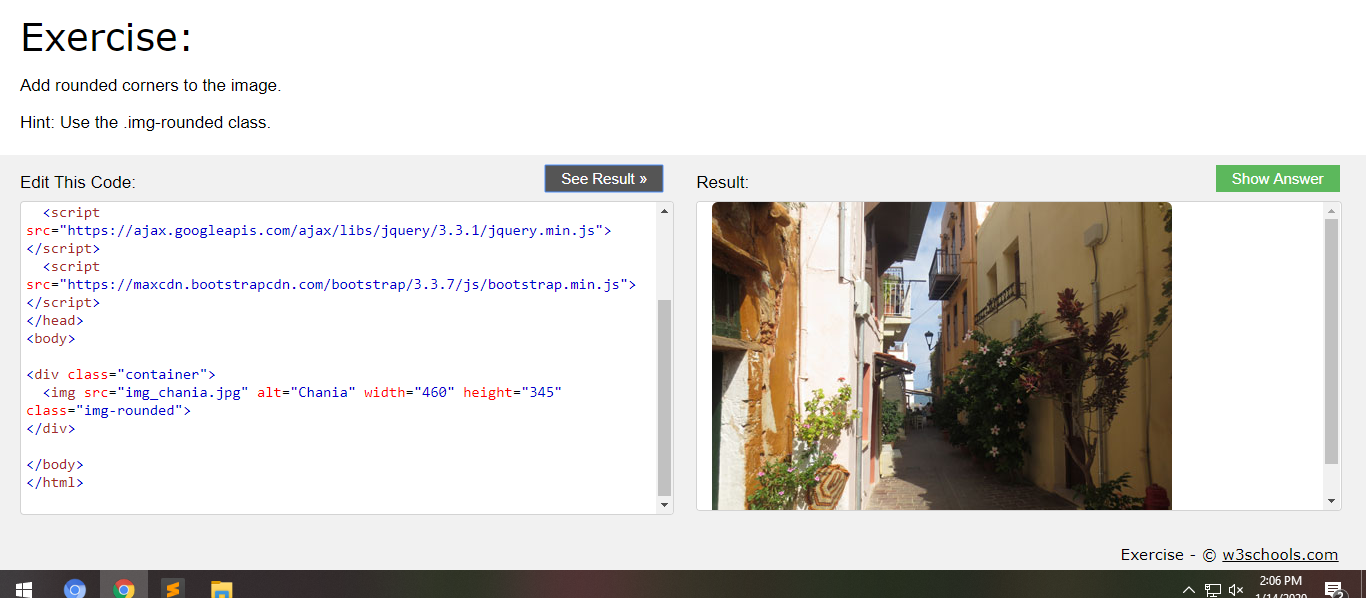 Exercise:
Add rounded corners to the image.
Hint: Use the .img-rounded class.
Edit This Code:
See Result »
Result:
Show Answer
<script
src="https://ajax.googleapis.com/ajax/libs/jquery/3.3.1/jquery.min.js">
</script>
<script
src="https://maxcdn.bootstrapcdn.com/bootstrap/3.3.7/js/bootstrap.min.js">
</script>
</head>
<body>
<div class="container">
<img src="img_chania.jpg" alt="Chania" width="460" height="345"
class="img-rounded">
</div>
</body>
</html>
Exercise - © w3schools.com
2:06 PM
1/14/2020
2